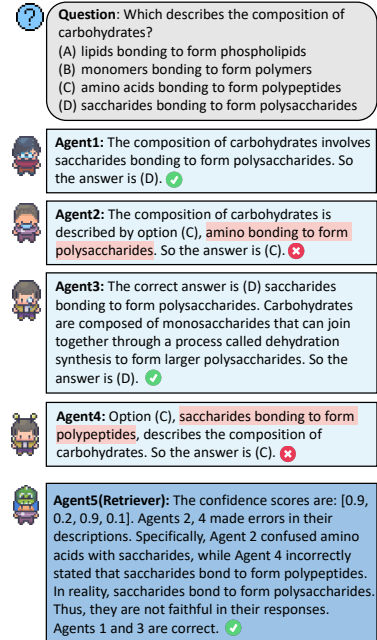 Question: Which describes the composition of
carbohydrates?
(A) lipids bonding to form phospholipids
(B) monomers bonding to form polymers
(C) amino acids bonding to form polypeptides
(D) saccharides bonding to form polysaccharides
Agent1: The composition of carbohydrates involves
saccharides bonding to form polysaccharides. So
the answer is (D).
Agent2: The composition of carbohydrates is
described by option (C), amino bonding to form
polysaccharides. So the answer is (C).
Agent3: The correct answer is (D) saccharides
bonding to form polysaccharides. Carbohydrates
are composed of monosaccharides that can join
together through a process called dehydration
synthesis to form larger polysaccharides. So the
answer is (D).
Agent4: Option (C), saccharides bonding to form
polypeptides, describes the composition of
carbohydrates. So the answer is (C).
Agent5(Retriever): The confidence scores are: [0.9,
0.2, 0.9, 0.1]. Agents 2, 4 made errors in their
descriptions. Specifically, Agent 2 confused amino
acids with saccharides, while Agent 4 incorrectly
stated that saccharides bond to form polypeptides.
In reality, saccharides bond to form polysaccharides.
Thus, they are not faithful in their responses.
Agents 1 and 3 are correct.